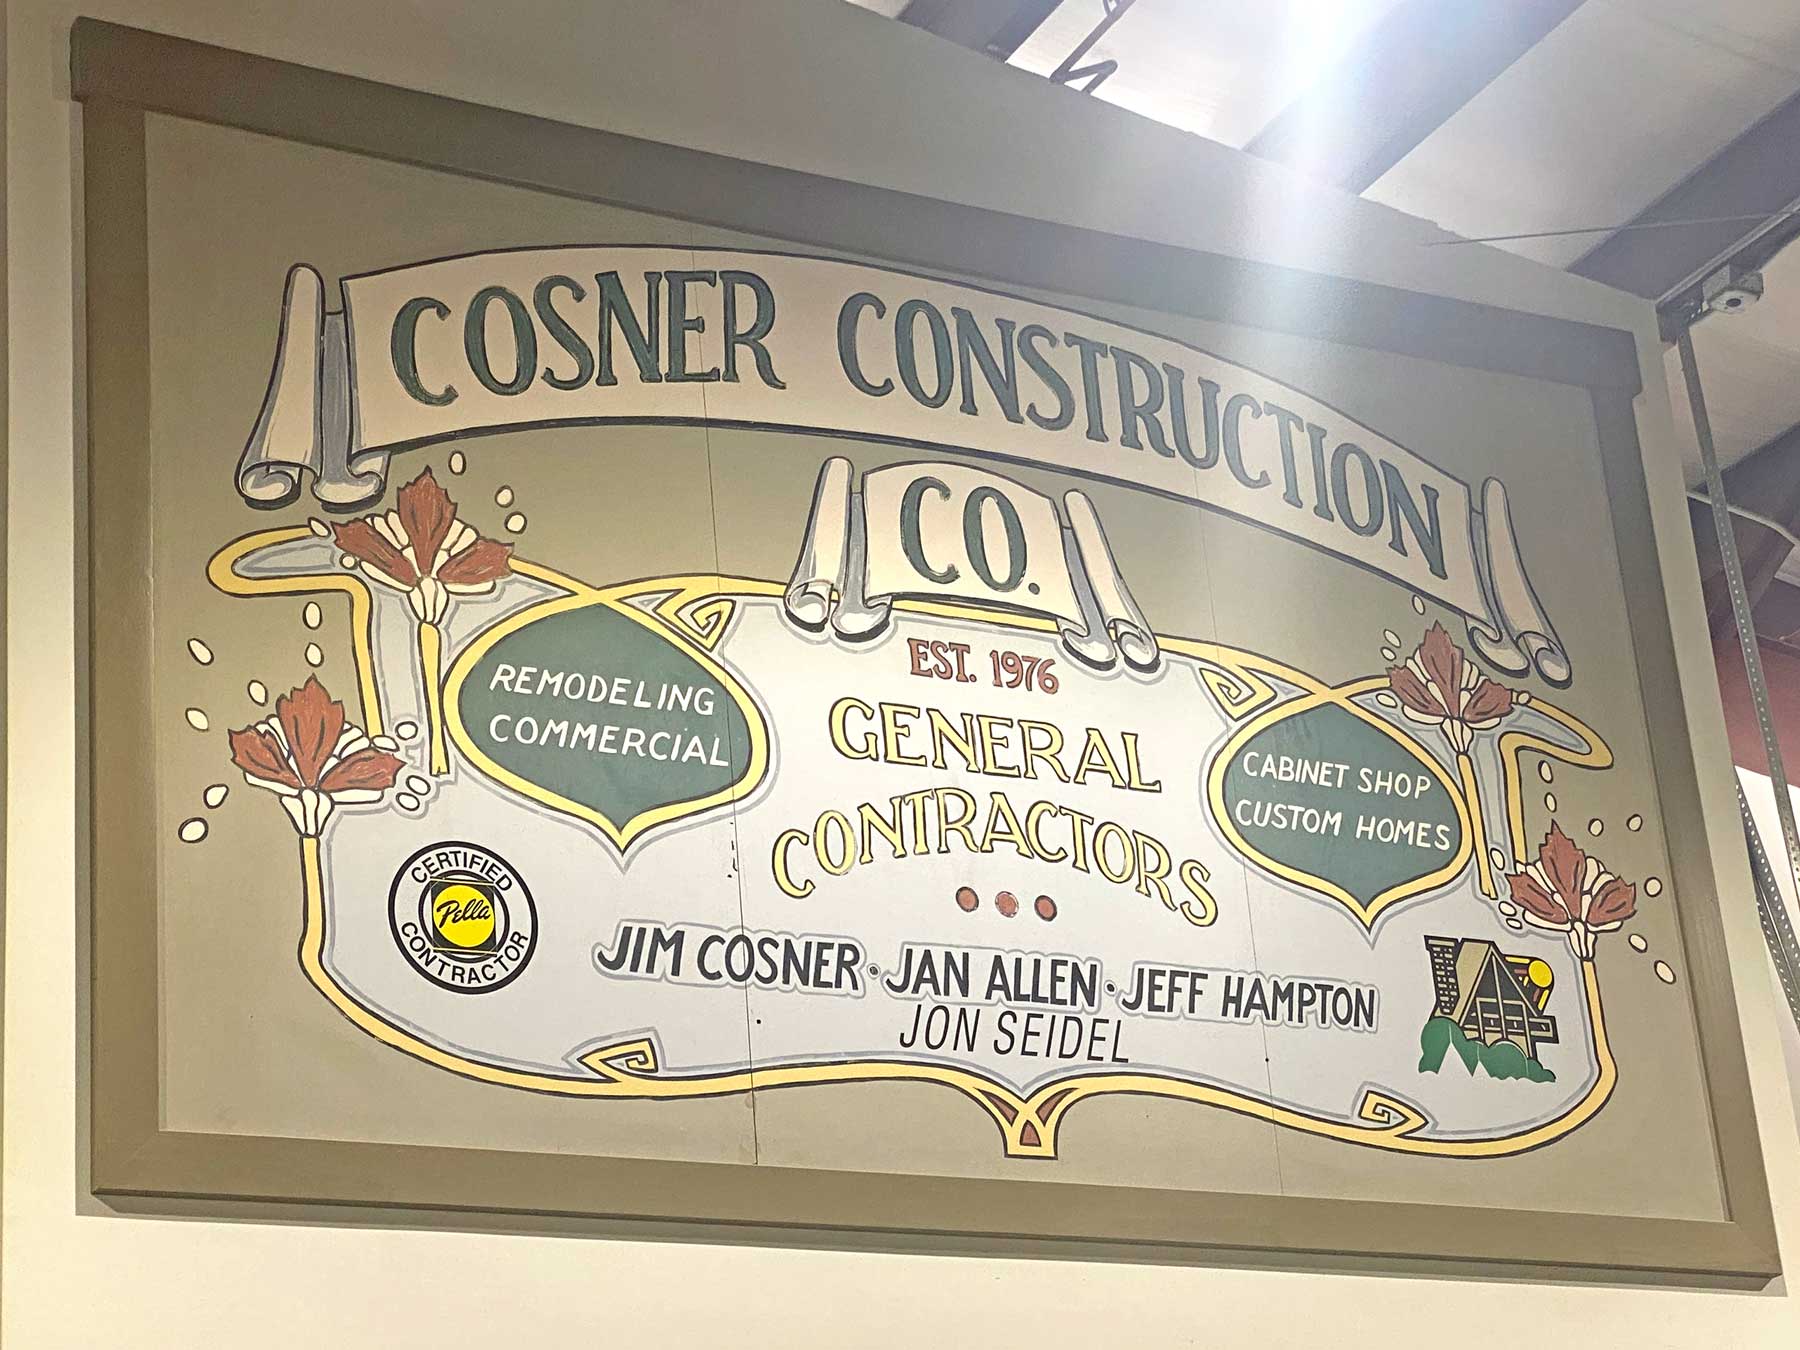 COSNER CONSTRUCTION
CO.
EST. 1976
GENERAL
CONTRACTORS
REMODELING
COMMERCIAL
CABINET SHOP
CUSTOM HOMES
CERTIFIED
Pella
CONTRACTOR
JIM COSNER • JAN ALLEN • JEFF HAMPTON
JON SEIDEL